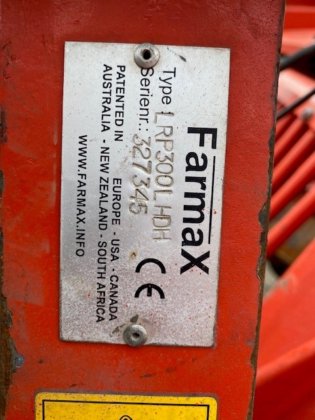 Farmax
Type LRP300LHDH
Serienr.: 327345
CE
PATENTED IN EUROPE - USA - CANADA
AUSTRALIA - NEW ZEALAND - SOUTH AFRICA
WWW.FARMAX.INFO